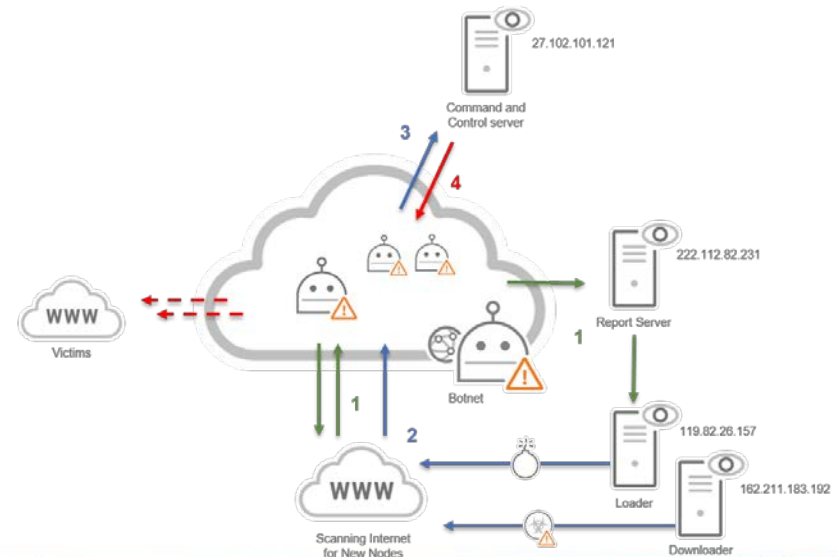 27.102.101.121
Command and
Control server
3
4
222.112.82.231
Report Server
1
WWW
Victims
!
!
!
!
Botnet
1
2
119.82.26.157
Loader
162.211.183.192
Downloader
WWW
Scanning Internet
for New Nodes
!